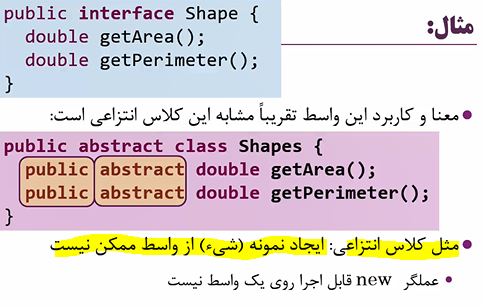 public interface Shape {
double getArea();
double getPerimeter();
}
مثال:
معنا و کاربرد این واسط تقریباً مشابه این کلاس انتزاعی است:
public abstract class Shapes {
public abstract double getArea();
public abstract double getPerimeter();
}
مثل کلاس انتزاعی: ایجاد نمونه (شیء) از واسط ممکن نیست
عملگر new قابل اجرا روی یک واسط نیست